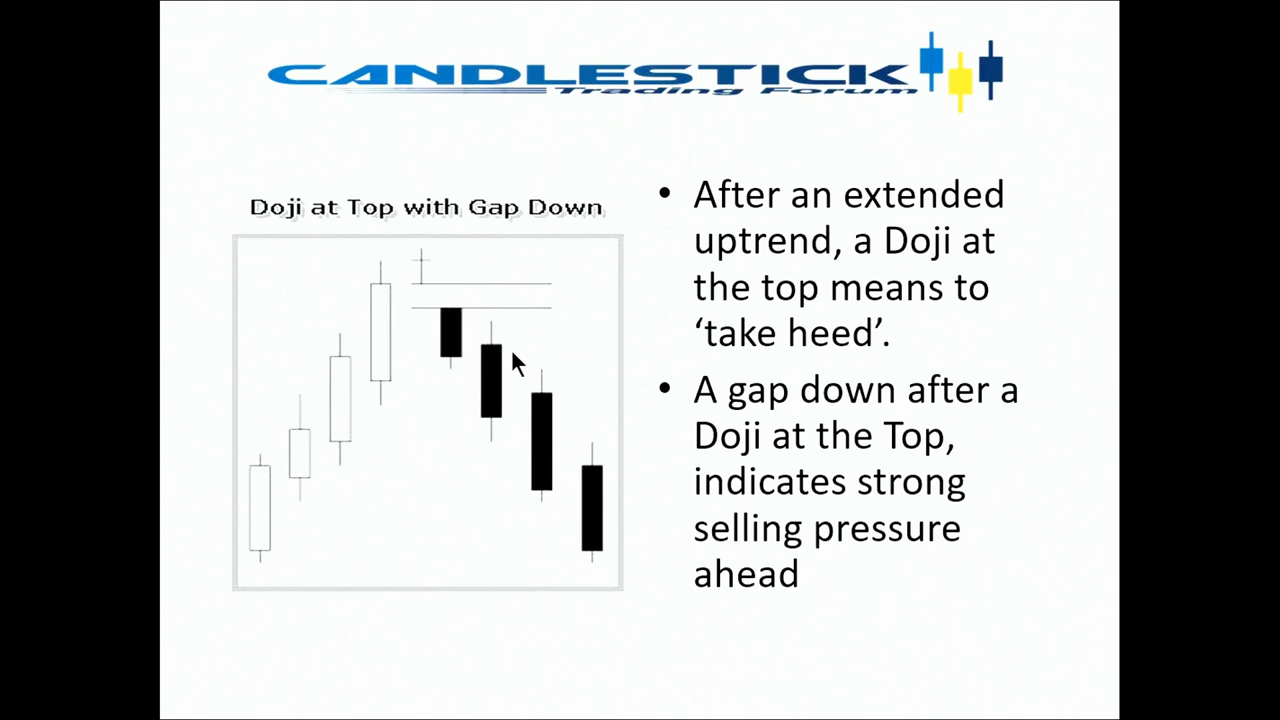 CANDLESTICK
Trading Forum
Doji at Top with Gap Down
• After an extended
uptrend, a Doji at
the top means to
‘take heed’.
• A gap down after a
Doji at the Top,
indicates strong
selling pressure
ahead